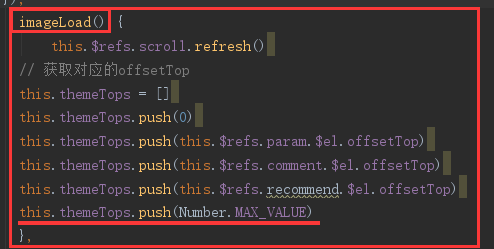 });
imageLoad() {
this.$refs.scroll.refresh()
// 获取对应的offsetTop
this.themeTops = []
this.themeTops.push(0)
this.themeTops.push(this.$refs.param.$el.offsetTop)
this.themeTops.push(this.$refs.comment.$el.offsetTop)
this.themeTops.push(this.$refs.recommend.$el.offsetTop)
this.themeTops.push(Number.MAX_VALUE)
},